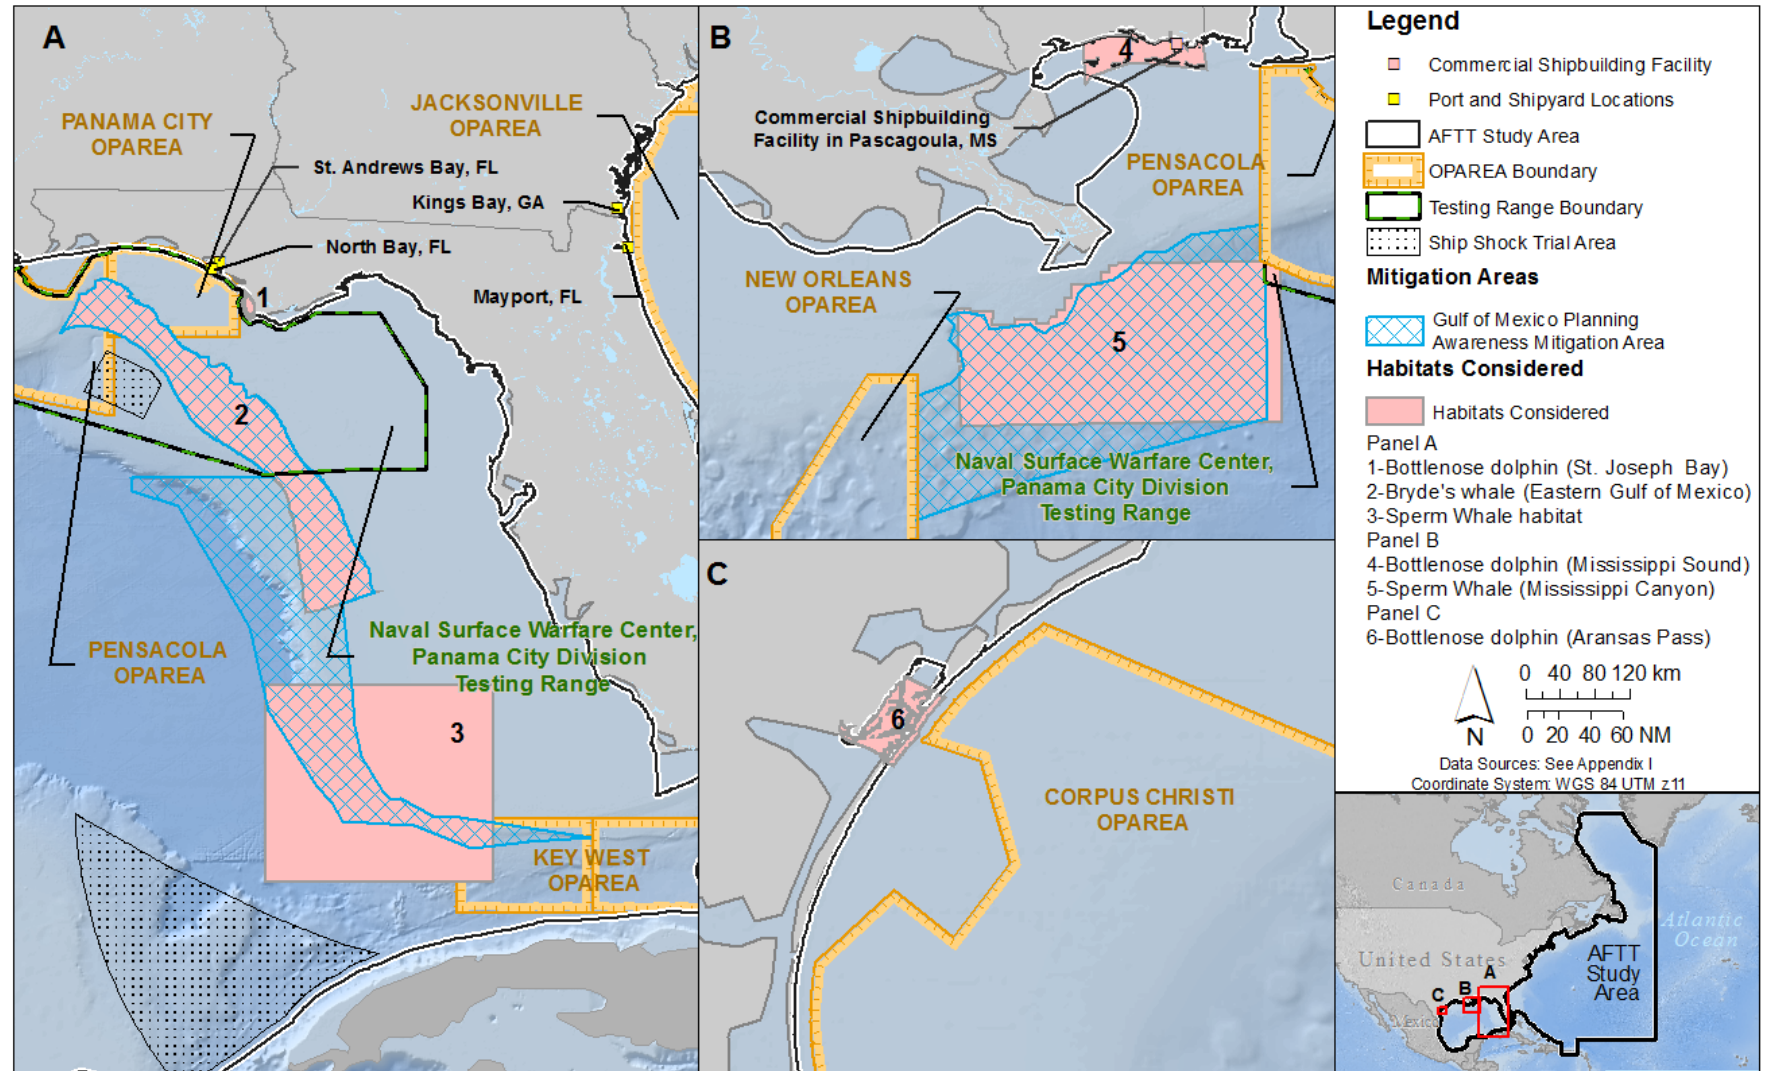 A
PANAMA CITY
OPAREA
JACKSONVILLE
OPAREA
St. Andrews Bay, FL
Kings Bay, GA
North Bay, FL
Mayport, FL
1
2
Naval Surface Warfare Center,
Panama City Division
Testing Range
PENSACOLA
OPAREA
3
KEY WEST
OPAREA
B
4
Commercial Shipbuilding
Facility in Pascagoula, MS
PENSACOLA
OPAREA
NEW ORLEANS
OPAREA
5
Naval Surface Warfare Center,
Panama City Division
Testing Range
C
6
CORPUS CHRISTI
OPAREA
Legend
Commercial Shipbuilding Facility
Port and Shipyard Locations
AFTT Study Area
OPAREA Boundary
Testing Range Boundary
Ship Shock Trial Area
Mitigation Areas
Gulf of Mexico Planning
Awareness Mitigation Area
Habitats Considered
Habitats Considered
Panel A
1-Bottlenose dolphin (St. Joseph Bay)
2-Bryde's whale (Eastern Gulf of Mexico)
3-Sperm Whale habitat
Panel B
4-Bottlenose dolphin (Mississippi Sound)
5-Sperm Whale (Mississippi Canyon)
Panel C
6-Bottlenose dolphin (Aransas Pass)
0 40 80 120 km
N
0 20 40 60 NM
Data Sources: See Appendix I
Coordinate System: WGS 84 UTM z11
Canada
Atlantic
Ocean
United States
AFTT
Study
Area
A
B
C
Mexico